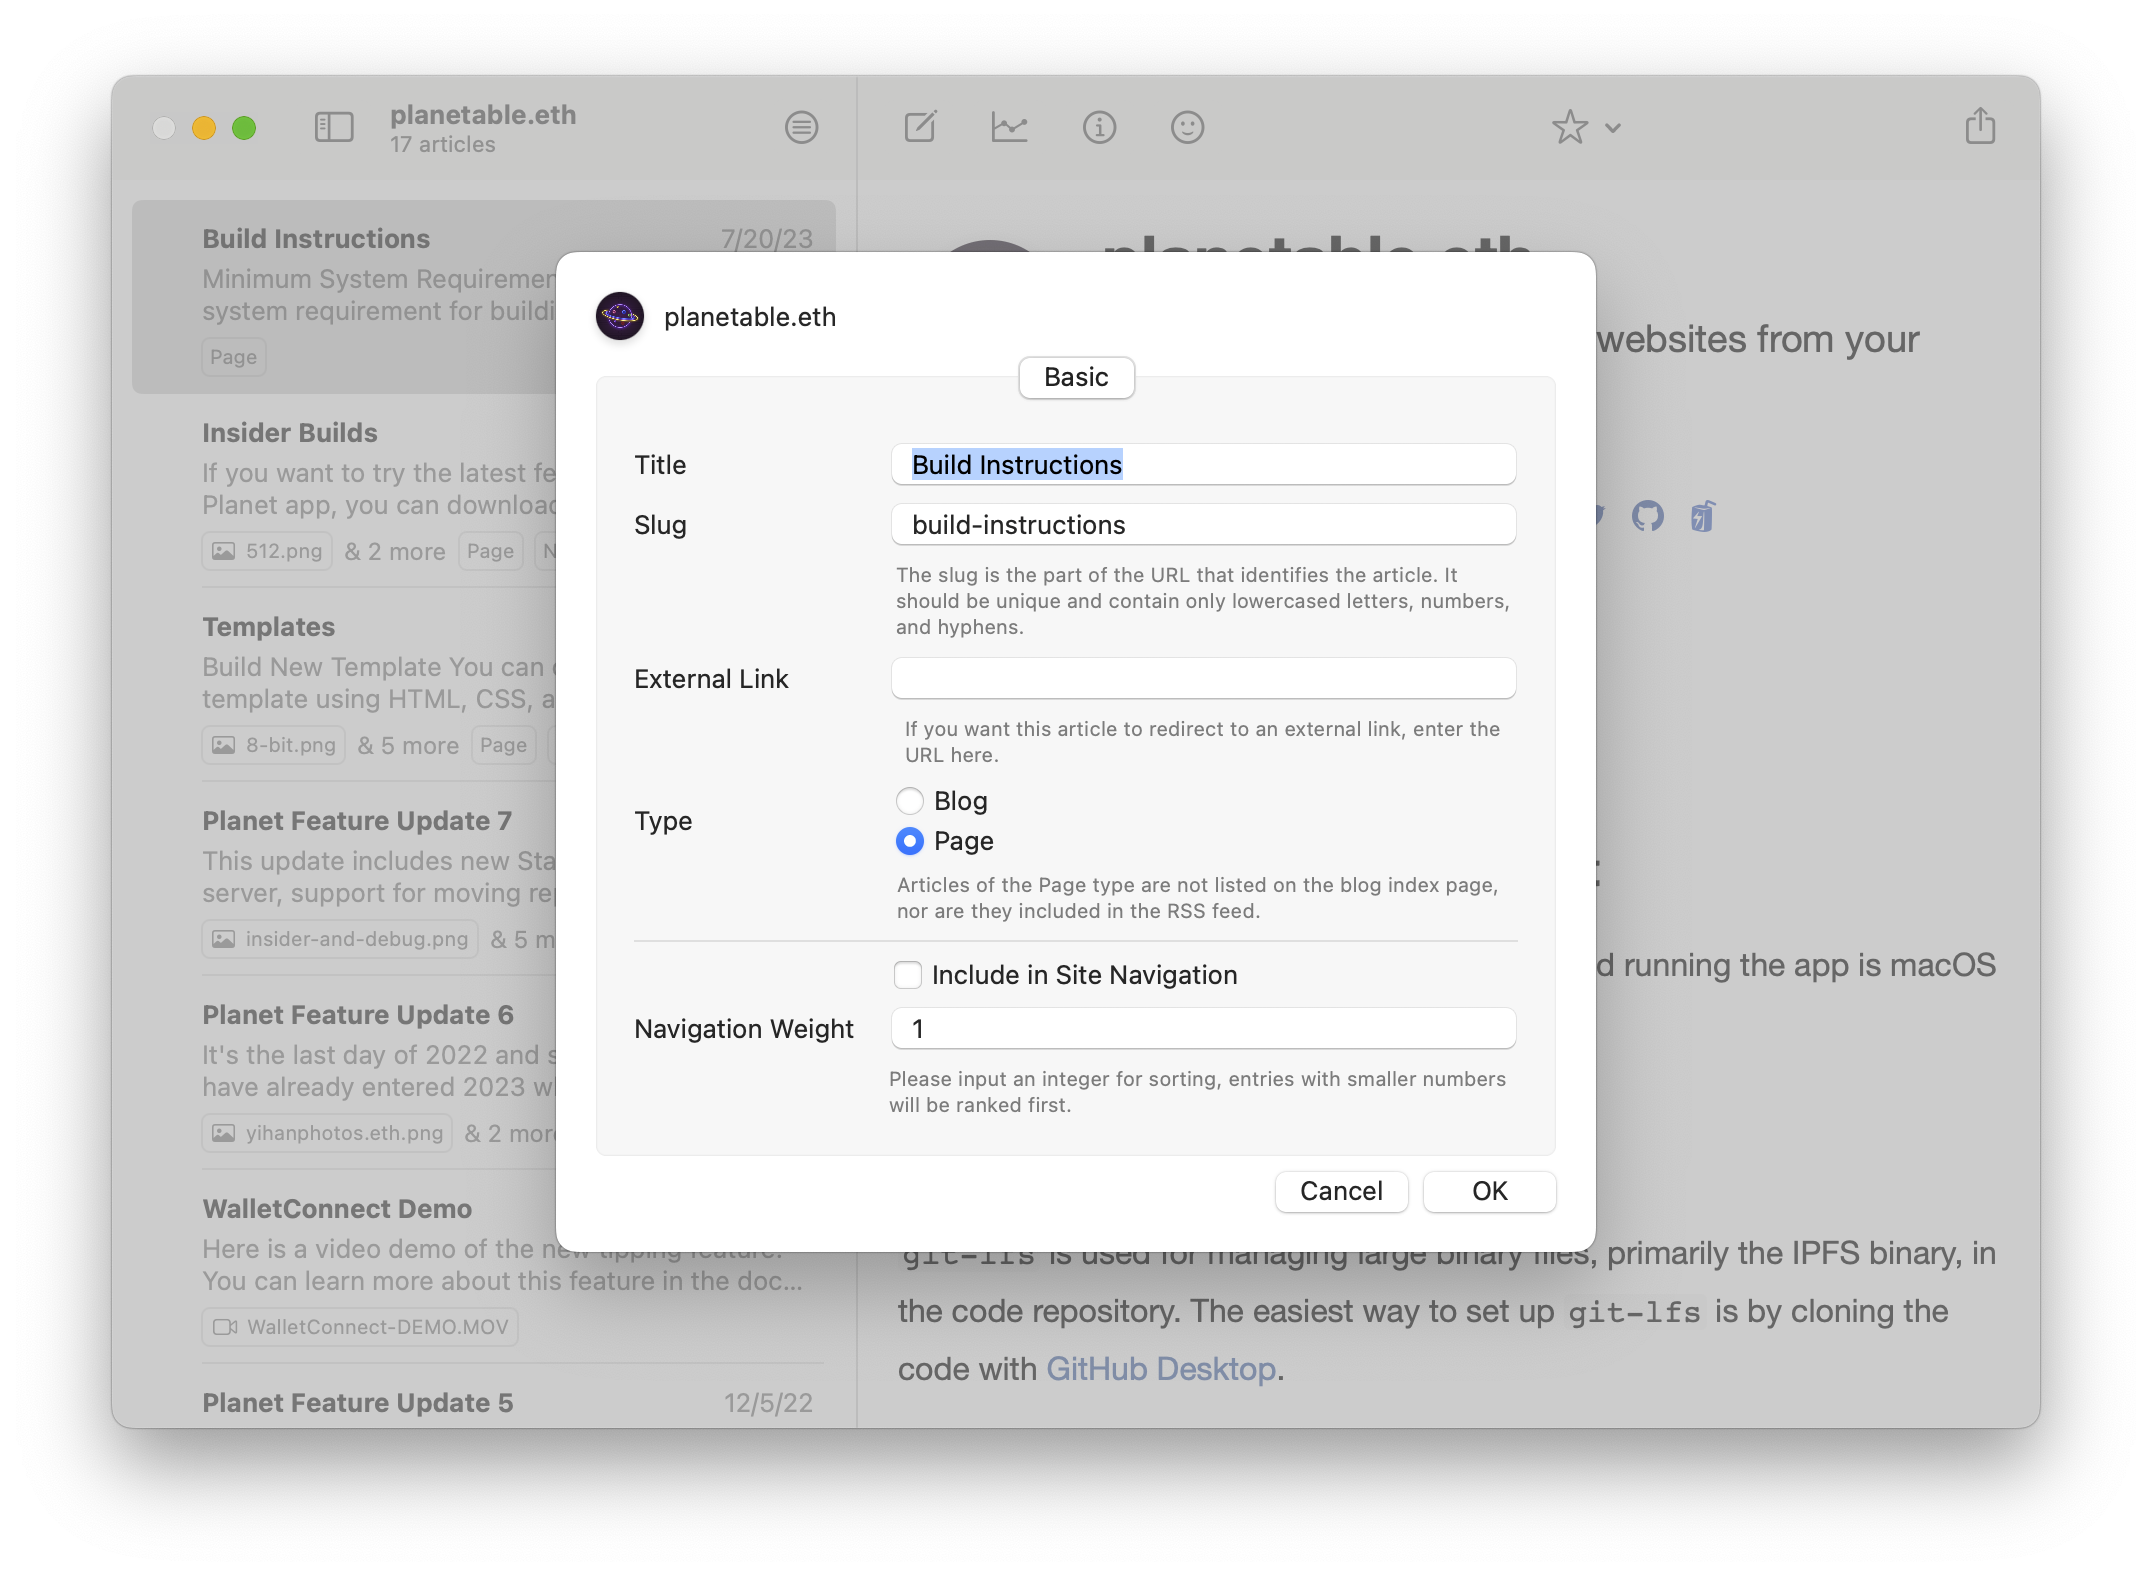 planetable.eth
17 articles
Build Instructions
7/20/23
Minimum System
system requirement for
Page
Insider Builds
If you want to try the latest
Planet app, you can
512.png
& 2 more
Page
Templates
Build New Template You can
template using HTML, CSS,
8-bit.png
& 5 more
Page
Planet Feature Update 7
This update includes new
server, support for moving
insider-and-debug.png
& 5
Planet Feature Update 6
It's the last day of 2022 and
have already entered 2023
yihanphotos.eth.png
& 2 more
WalletConnect Demo
Here is a video demo of the new tipping feature.
You can learn more about this feature in the doc...
WalletConnect-DEMO.MOV
Planet Feature Update 5
12/5/22
planetable.eth
websites from your
running the app is macOS
git-lfs is used for managing large binary files, primarily the IPFS binary, in
the code repository. The easiest way to set up git-lfs is by cloning the
code with GitHub Desktop.
planetable.eth
Basic
Title
Build Instructions
Slug
build-instructions
The slug is the part of the URL that identifies the article. It
should be unique and contain only lowercased letters, numbers,
and hyphens.
External Link
If you want this article to redirect to an external link, enter the
URL here.
Type
Blog
Page
Articles of the Page type are not listed on the blog index page,
nor are they included in the RSS feed.
Include in Site Navigation
Navigation Weight
1
Please input an integer for sorting, entries with smaller numbers
will be ranked first.
Cancel
OK